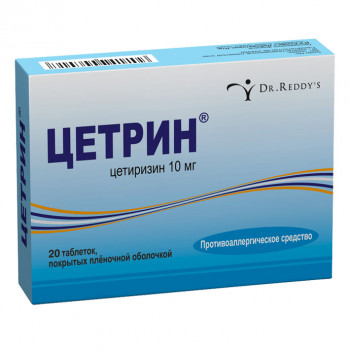 DR.REDDY'S
ЦЕТРИН®
цетиризин 10 мг
20 таблеток,
покрытых плёночной оболочкой
Противоаллергическое средство